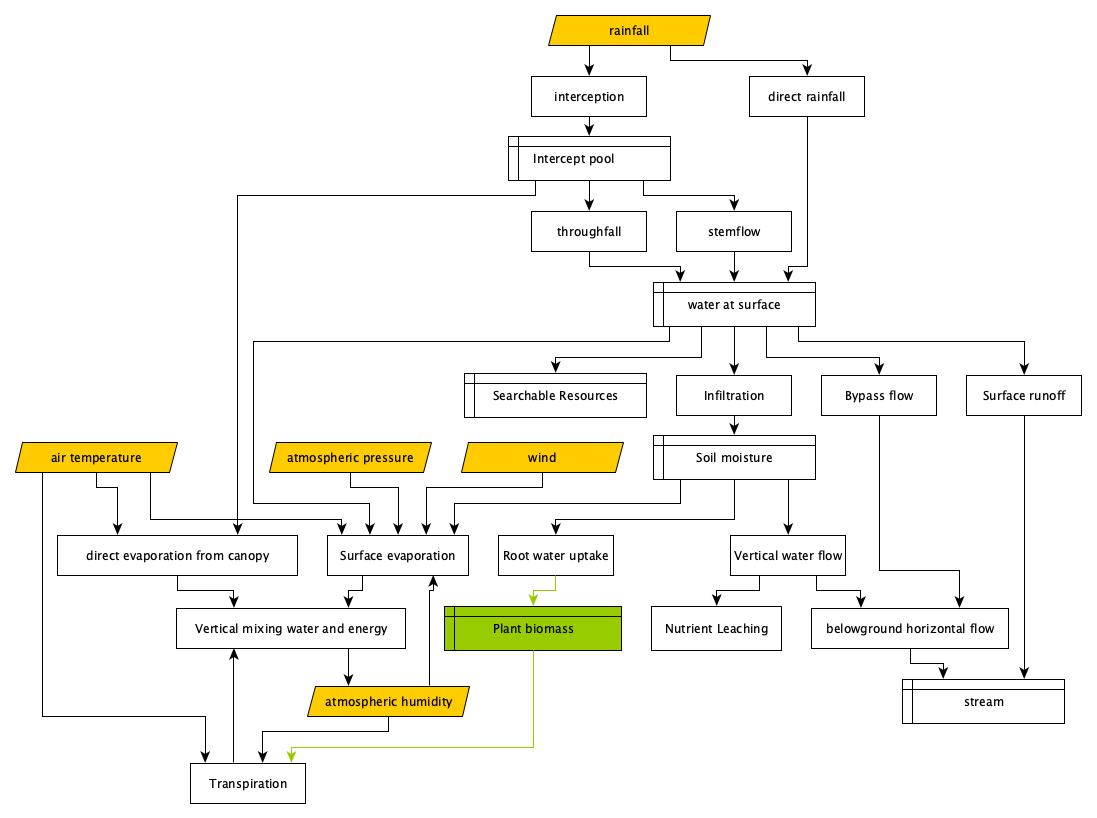 rainfall
interception
direct rainfall
Intercept pool
throughfall
stemflow
water at surface
Searchable Resources
Infiltration
Bypass flow
Surface runoff
air temperature
atmospheric pressure
wind
Soil moisture
direct evaporation from canopy
Surface evaporation
Root water uptake
Vertical water flow
Vertical mixing water and energy
Plant biomass
Nutrient Leaching
belowground horizontal flow
atmospheric humidity
stream
Transpiration